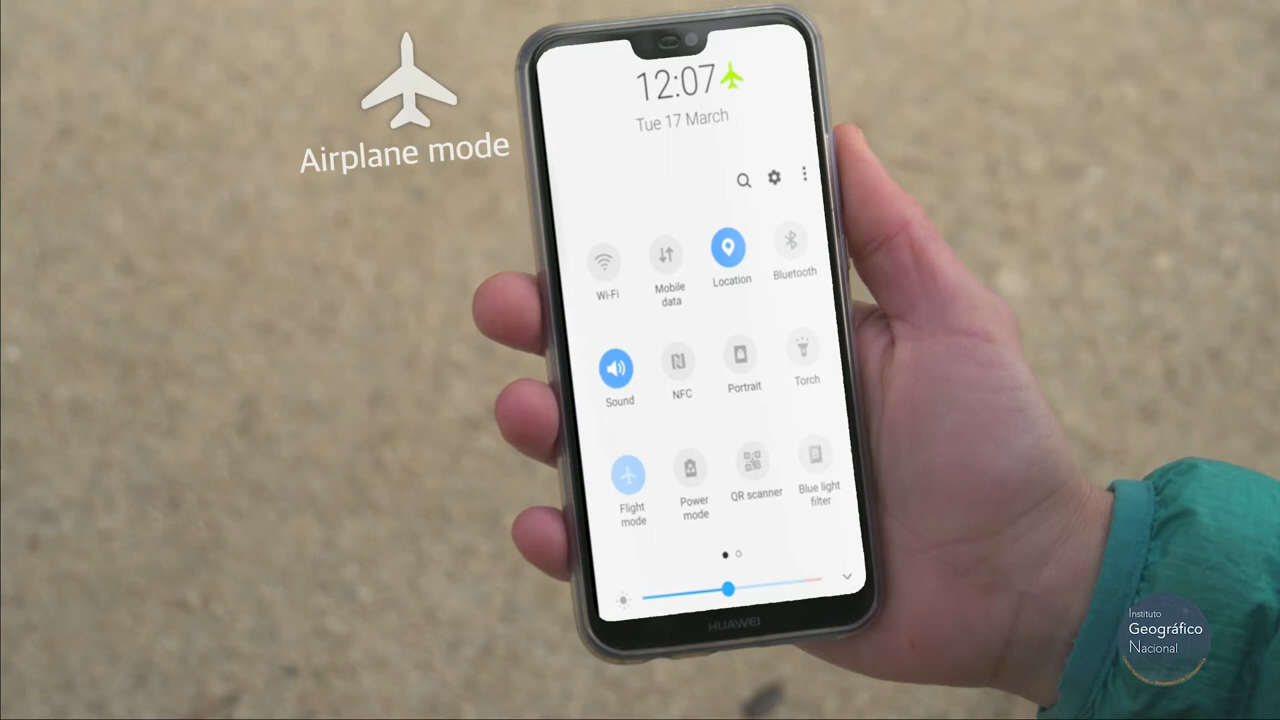 Airplane mode
12:07
Tue 17 March
Wi-Fi
Mobile
data
Location
Bluetooth
Sound
NFC
Portrait
Torch
Flight
mode
Power
mode
QR scanner
Blue light
filter
HUAWEI
Instituto
Geográfico
Nacional